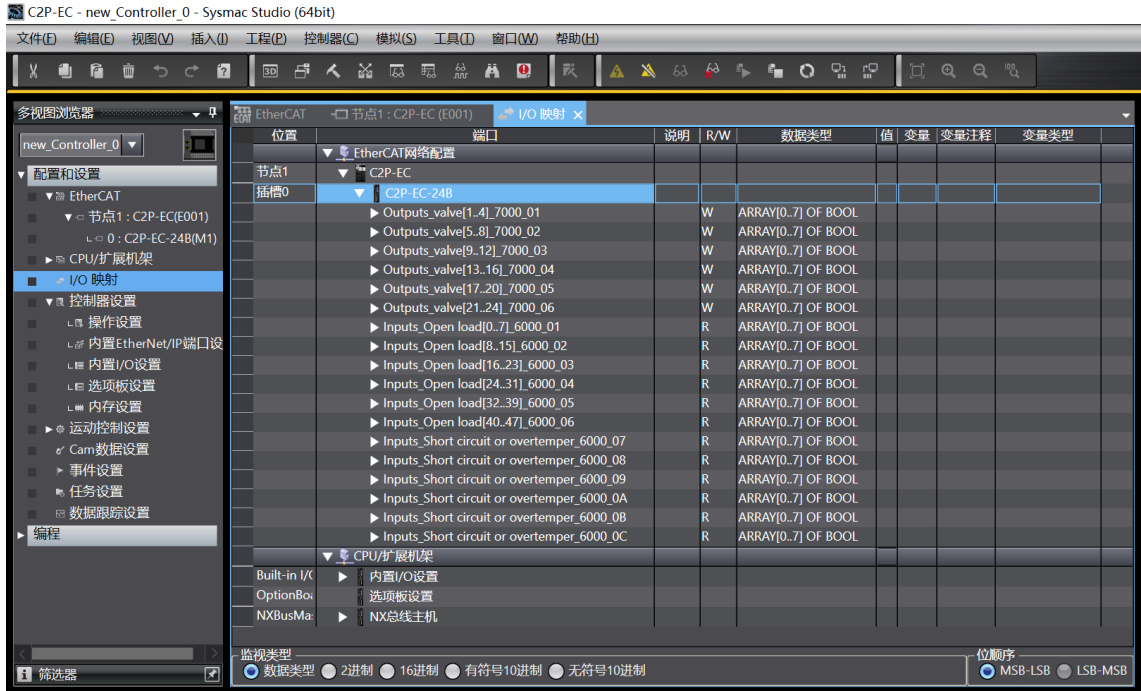 C2P-EC - new_Controller_0 - Sysmac Studio (64bit)
文件(F) 编辑(E) 视图(V) 插入(I) 工程(P) 控制器(C) 模拟(S) 工具(T) 窗口(W) 帮助(H)
多视图浏览器
new_Controller_0
配置和设置
EtherCAT
节点1 : C2P-EC(E001)
0 : C2P-EC-24B(M1)
CPU/扩展机架
I/O 映射
控制器设置
操作设置
内置EtherNet/IP端口设
内置I/O设置
选项板设置
内存设置
运动控制设置
Cam数据设置
事件设置
任务设置
数据跟踪设置
编程
筛选器
EtherCAT 节点1 : C2P-EC (E001) I/O 映射
位置 端口 说明 R/W 数据类型 值 变量 变量注释 变量类型
EtherCAT网络配置
节点1 C2P-EC
插槽0 C2P-EC-24B
Outputs_valve[1..4]_7000_01 W ARRAY[0..7] OF BOOL
Outputs_valve[5..8]_7000_02 W ARRAY[0..7] OF BOOL
Outputs_valve[9..12]_7000_03 W ARRAY[0..7] OF BOOL
Outputs_valve[13..16]_7000_04 W ARRAY[0..7] OF BOOL
Outputs_valve[17..20]_7000_05 W ARRAY[0..7] OF BOOL
Outputs_valve[21..24]_7000_06 W ARRAY[0..7] OF BOOL
Inputs_Open load[0..7]_6000_01 R ARRAY[0..7] OF BOOL
Inputs_Open load[8..15]_6000_02 R ARRAY[0..7] OF BOOL
Inputs_Open load[16..23]_6000_03 R ARRAY[0..7] OF BOOL
Inputs_Open load[24..31]_6000_04 R ARRAY[0..7] OF BOOL
Inputs_Open load[32..39]_6000_05 R ARRAY[0..7] OF BOOL
Inputs_Open load[40..47]_6000_06 R ARRAY[0..7] OF BOOL
Inputs_Short circuit or overtemper_6000_07 R ARRAY[0..7] OF BOOL
Inputs_Short circuit or overtemper_6000_08 R ARRAY[0..7] OF BOOL
Inputs_Short circuit or overtemper_6000_09 R ARRAY[0..7] OF BOOL
Inputs_Short circuit or overtemper_6000_0A R ARRAY[0..7] OF BOOL
Inputs_Short circuit or overtemper_6000_0B R ARRAY[0..7] OF BOOL
Inputs_Short circuit or overtemper_6000_0C R ARRAY[0..7] OF BOOL
CPU/扩展机架
Built-in I/ 内置I/O设置
OptionBo 选项板设置
NXBusMa NX总线主机
监视类型
数据类型 2进制 16进制 有符号10进制 无符号10进制
位顺序
MSB-LSB LSB-MSB